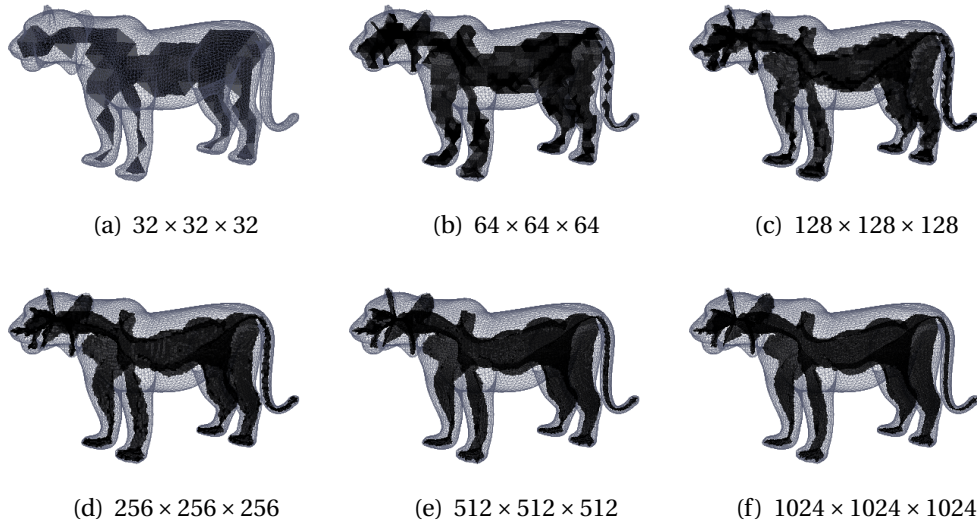 (a) 32 × 32 × 32
(b) 64 × 64 × 64
(c) 128 × 128 × 128
(d) 256 × 256 × 256
(e) 512 × 512 × 512
(f) 1024 × 1024 × 1024